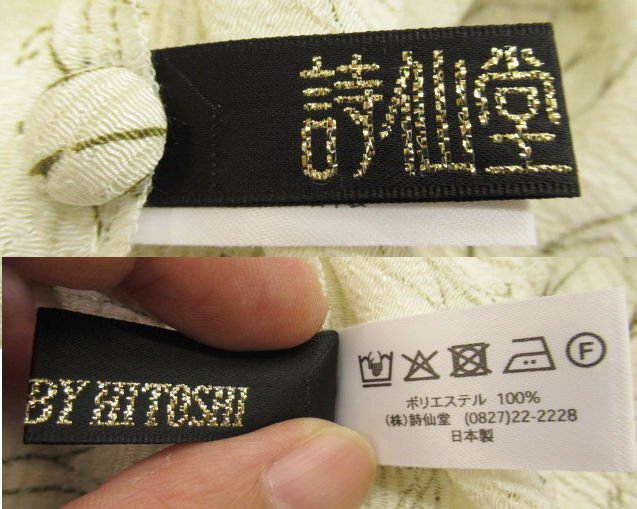 詩仙堂
BY HITOSHI
F
ポリエステル 100%
(株)詩仙堂 (0827)22-2228
日本製